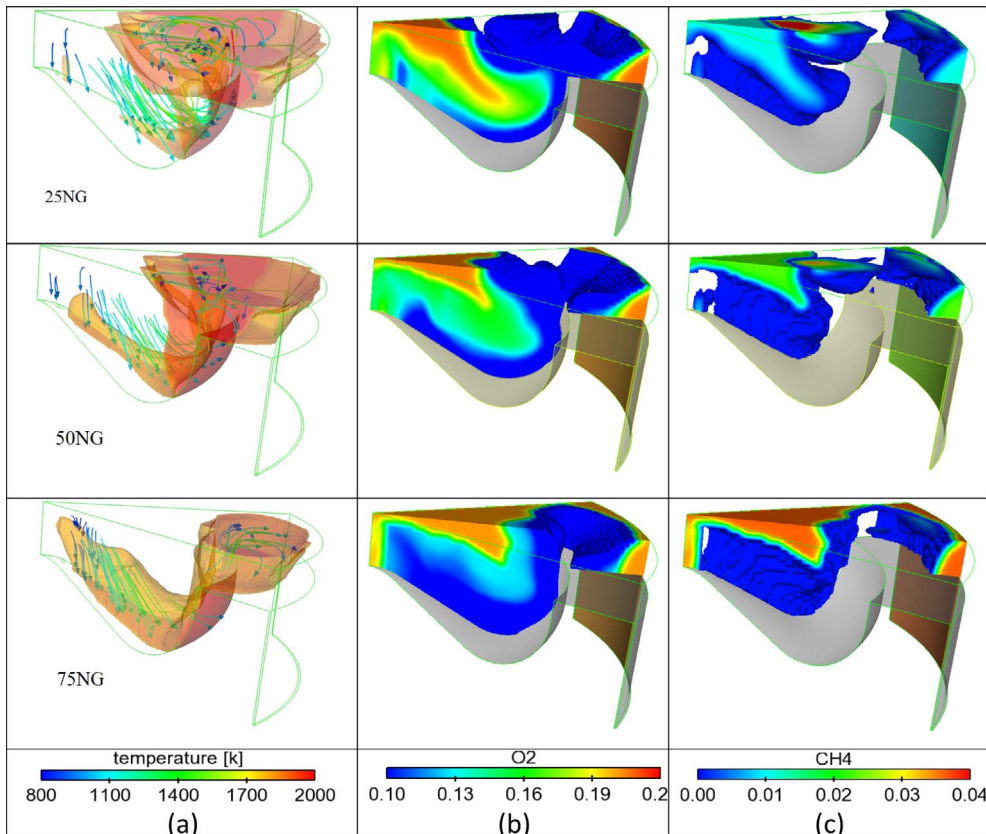 25NG
50NG
75NG
temperature [k]
800 1100 1400 1700 2000
(a)
O2
0.10 0.13 0.16 0.19 0.2
(b)
CH4
0.00 0.01 0.02 0.03 0.04
(c)